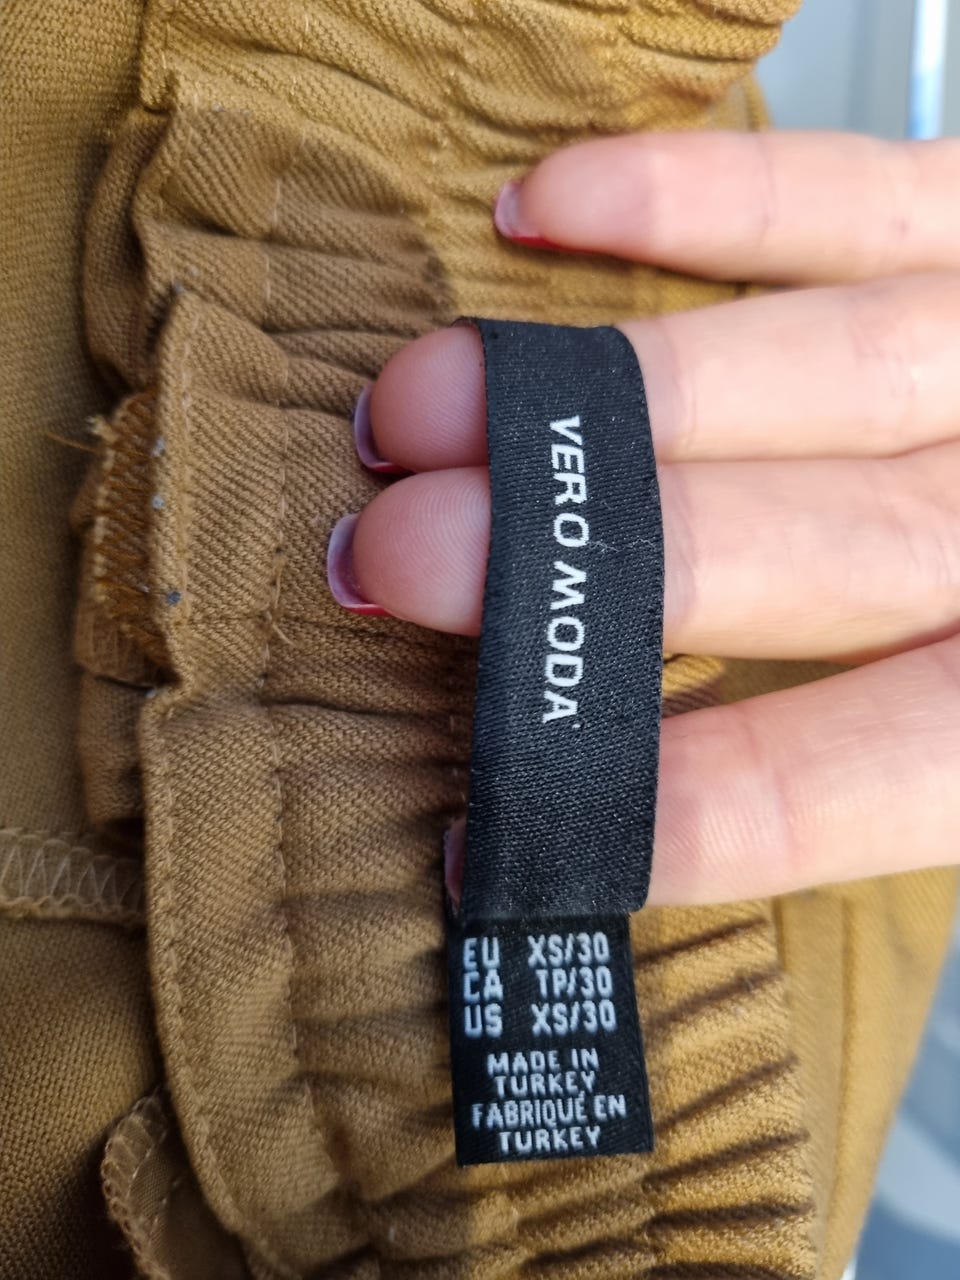 VERO MODA
EU XS/30
CA TP/30
US XS/30
MADE IN
TURKEY
FABRIQUÉ EN
TURKEY